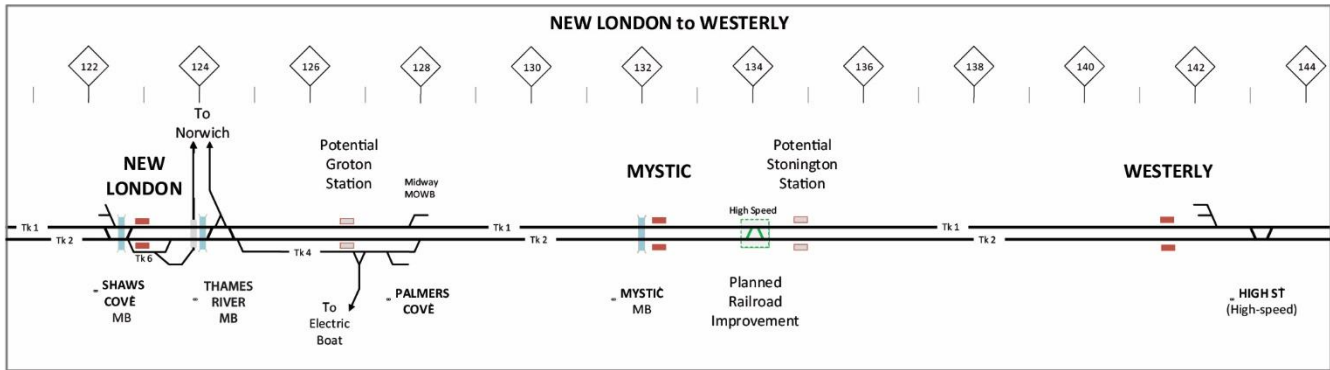 NEW LONDON to WESTERLY
122
124
126
128
130
132
134
136
138
140
142
144
To
Norwich
NEW
LONDON
Potential
Groton
Station
Midway
MOWB
MYSTIC
Potential
Stonington
Station
WESTERLY
High Speed
Tk 1
Tk 1
Tk 1
Tk 2
Tk 2
Tk 2
Tk 6
Tk 4
SHAWS
COVE
MB
THAMES
RIVER
MB
To
Electric
Boat
PALMERS
COVE
MYSTIC
MB
Planned
Railroad
Improvement
HIGH ST
(High-speed)